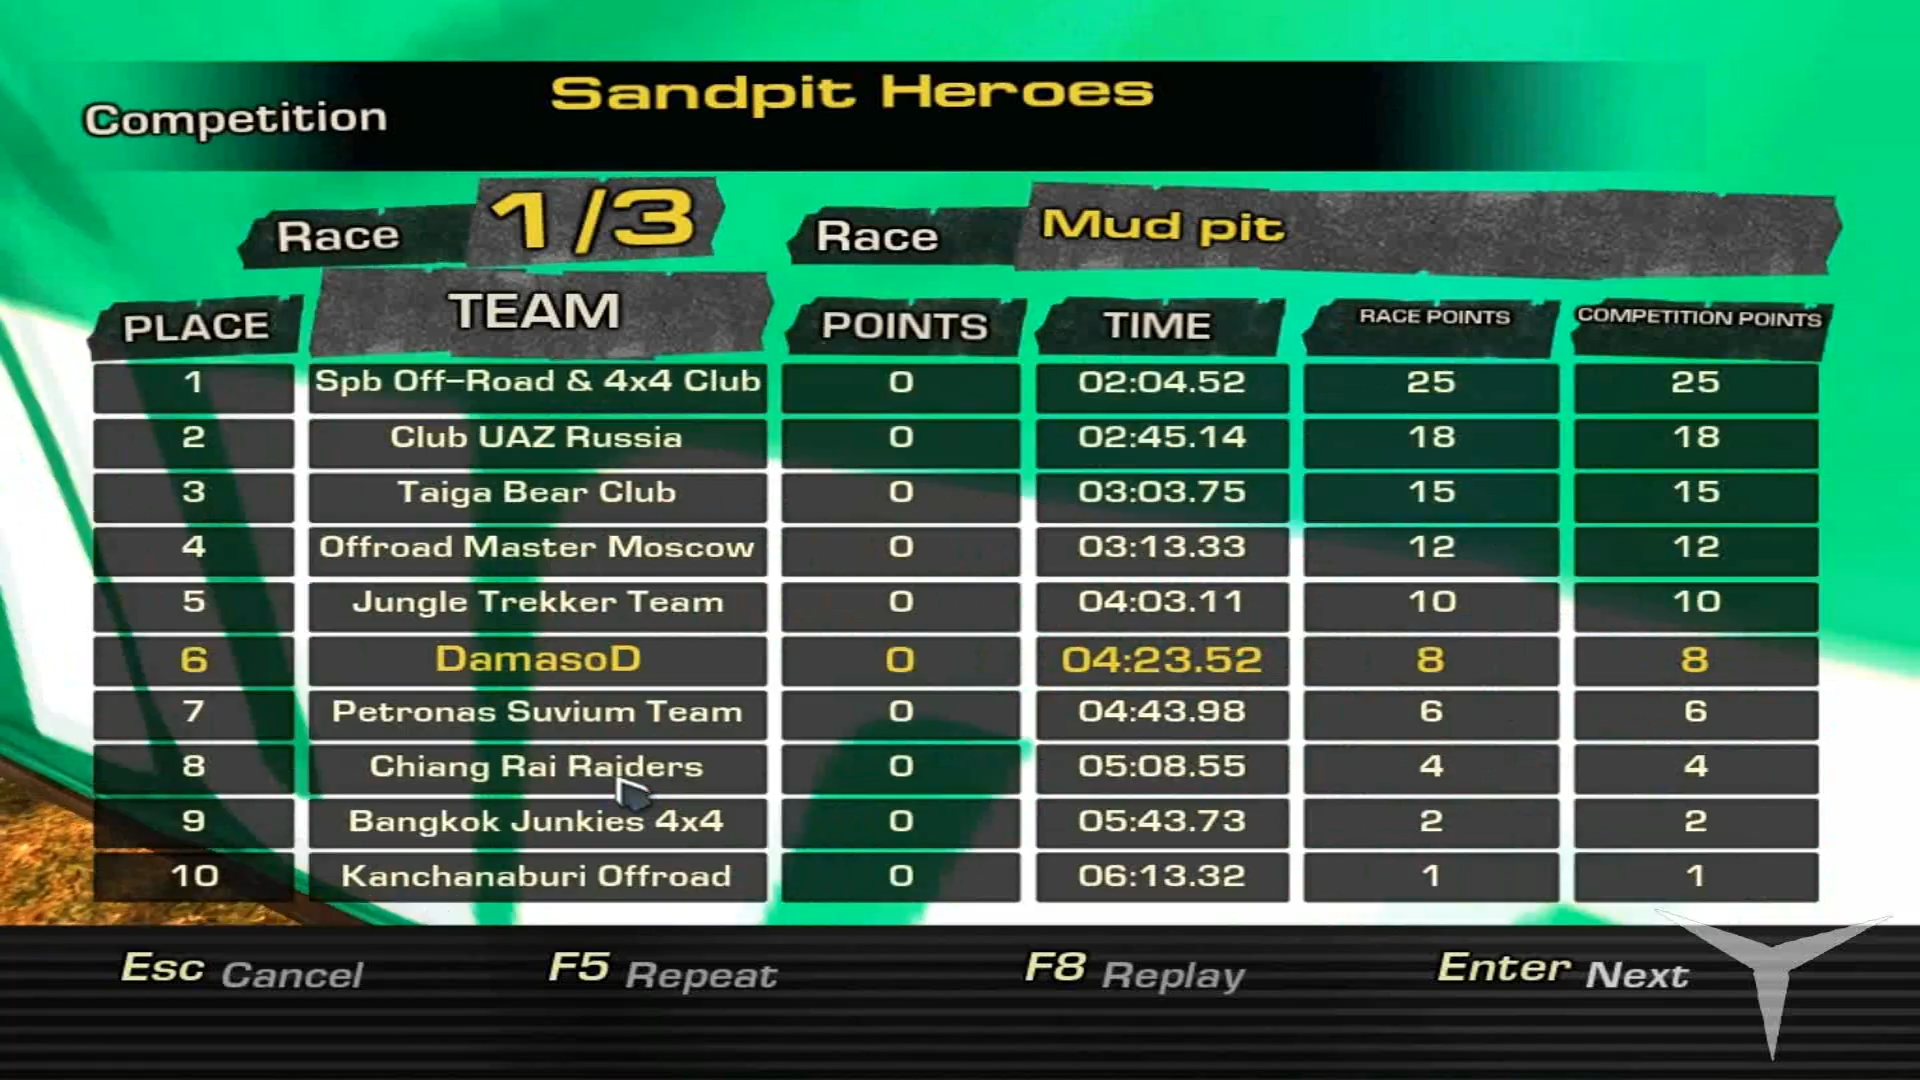 Competition
Sandpit Heroes
Race 1/3 Race Mud pit
PLACE TEAM POINTS TIME RACE POINTS COMPETITION POINTS
1 Spb Off-Road & 4x4 Club 0 02:04.52 25 25
2 Club UAZ Russia 0 02:45.14 18 18
3 Taiga Bear Club 0 03:03.75 15 15
4 Offroad Master Moscow 0 03:13.33 12 12
5 Jungle Trekker Team 0 04:03.11 10 10
6 DamasoD 0 04:23.52 8 8
7 Petronas Suvium Team 0 04:43.98 6 6
8 Chiang Rai Raiders 0 05:08.55 4 4
9 Bangkok Junkies 4x4 0 05:43.73 2 2
10 Kanchanaburi Offroad 0 06:13.32 1 1
Esc Cancel F5 Repeat F8 Replay Enter Next